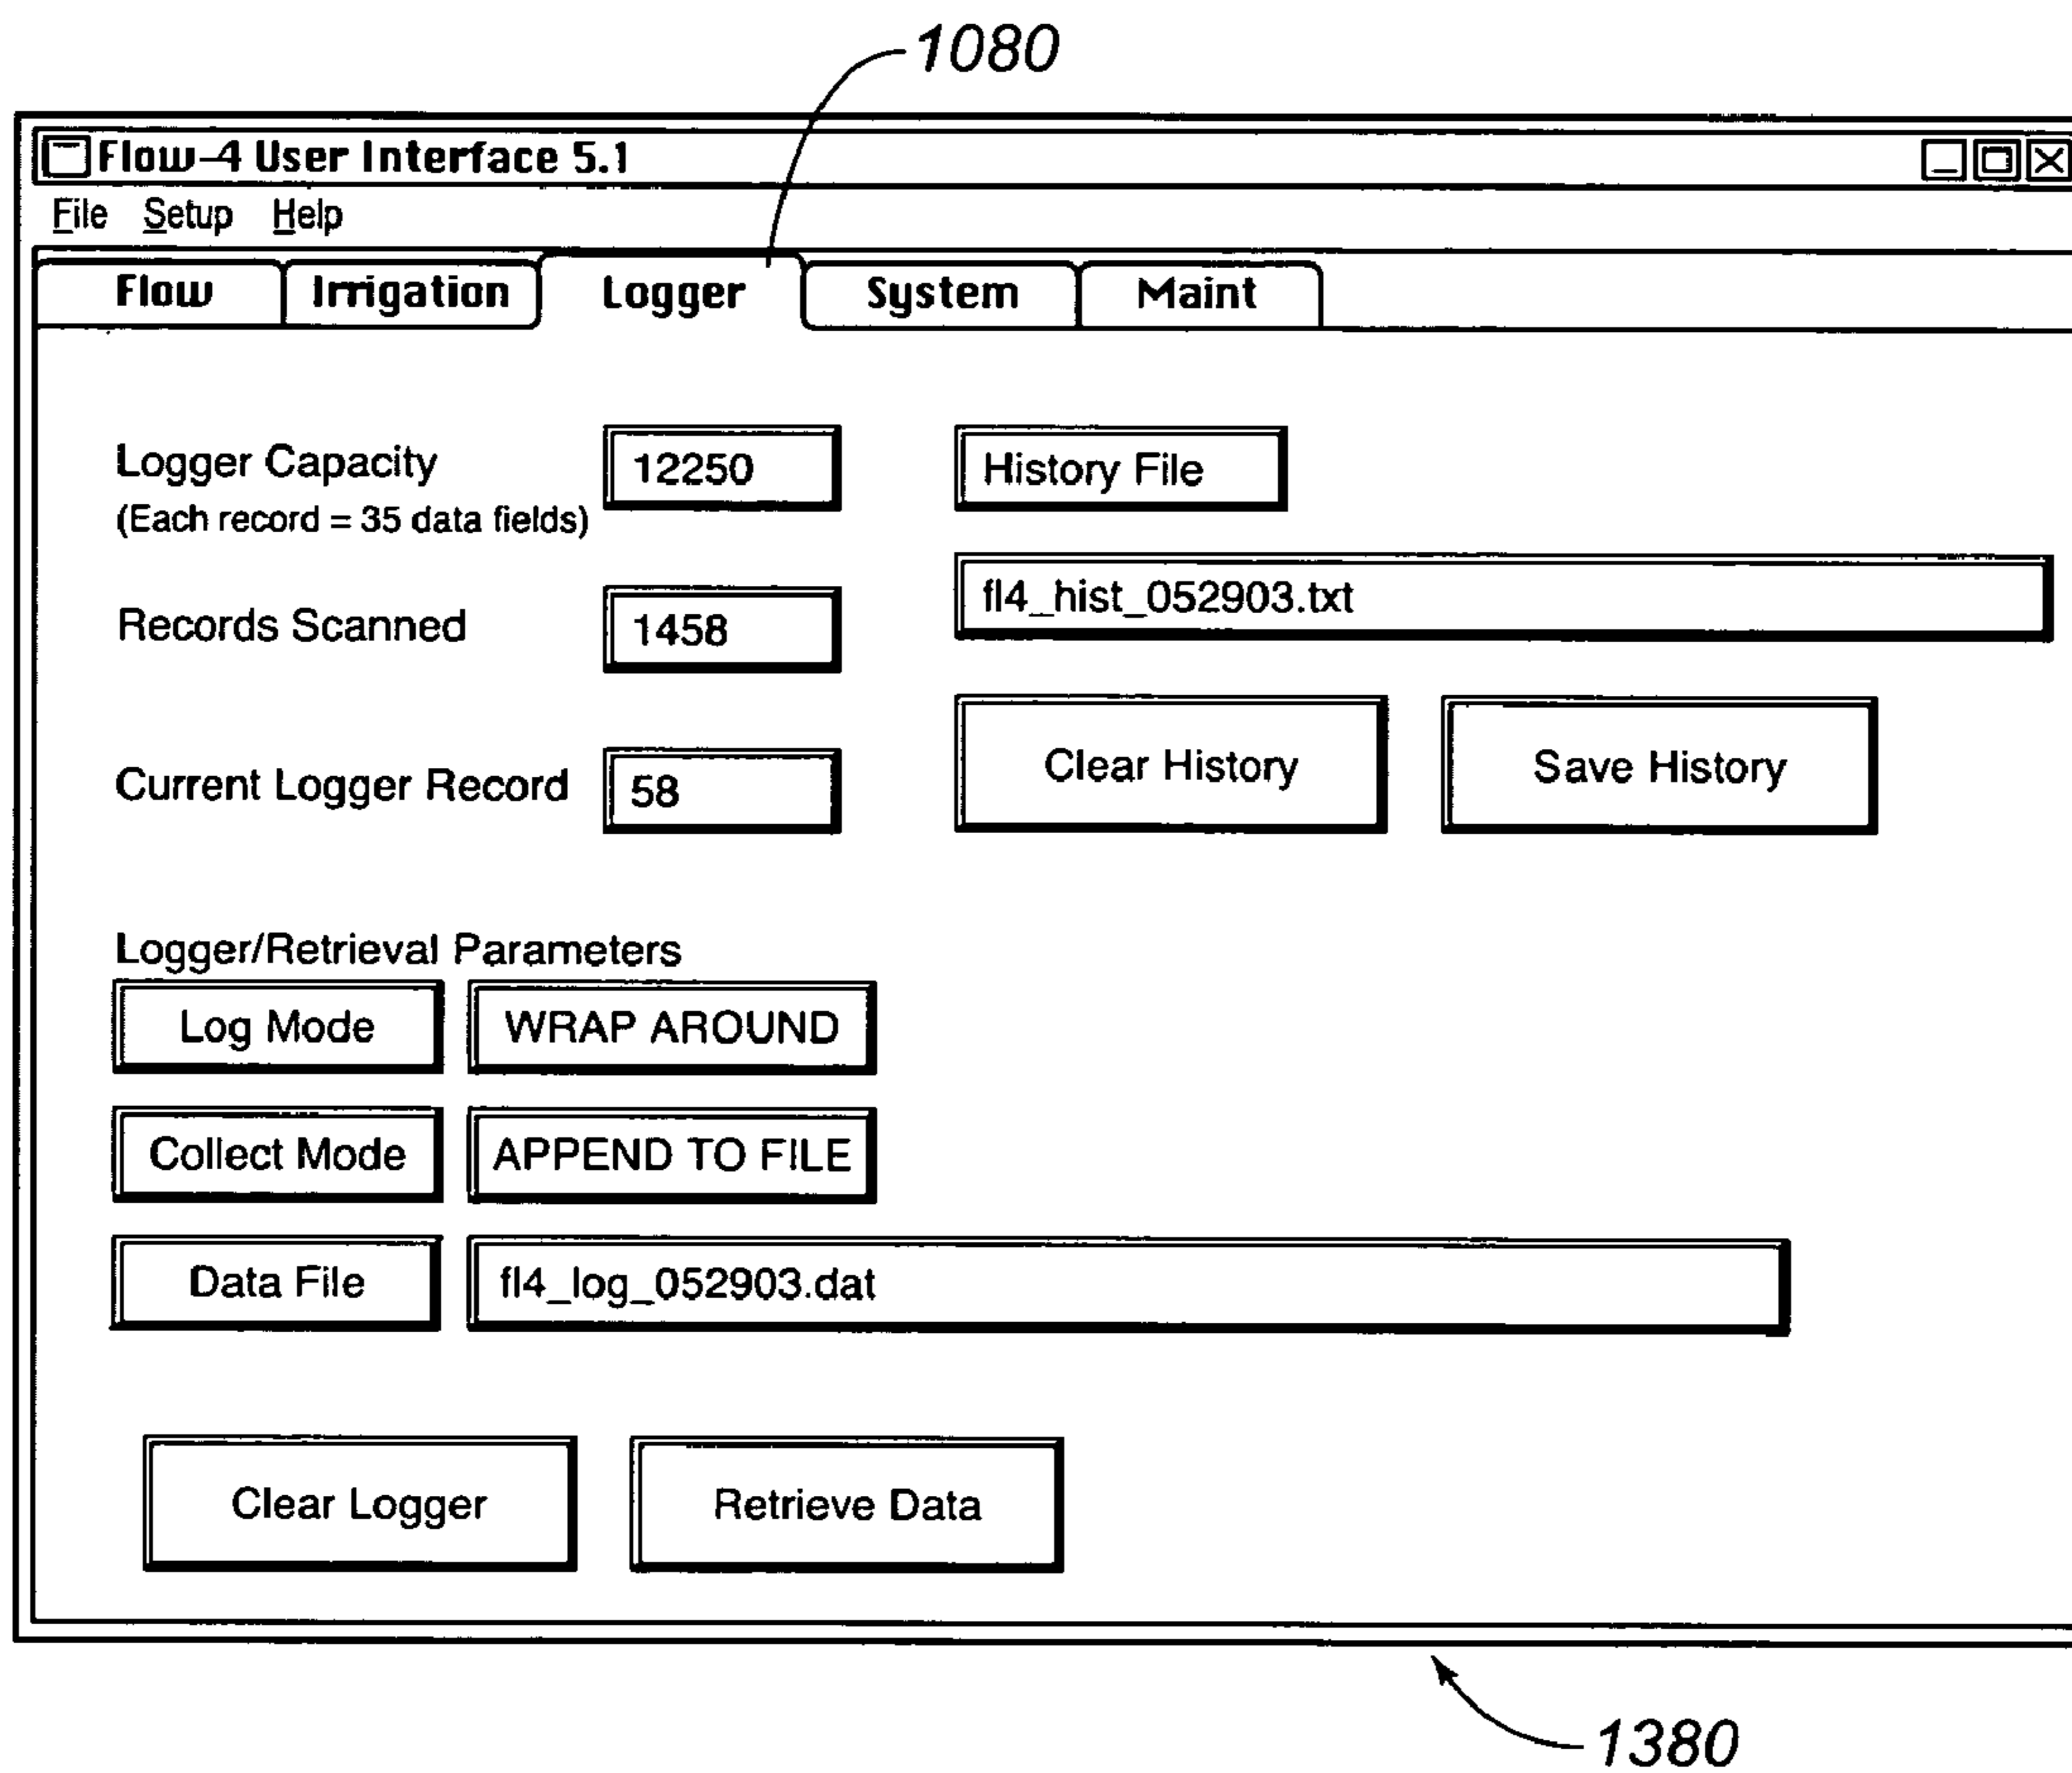 1080
Flow-4 User Interface 5.1
File Setup Help
Flow Irrigation Logger System Maint
Logger Capacity 12250 History File
(Each record = 35 data fields)
fl4_hist_052903.txt
Records Scanned 1458
Clear History Save History
Current Logger Record 58
Logger/Retrieval Parameters
Log Mode WRAP AROUND
Collect Mode APPEND TO FILE
Data File fl4_log_052903.dat
Clear Logger Retrieve Data
1380